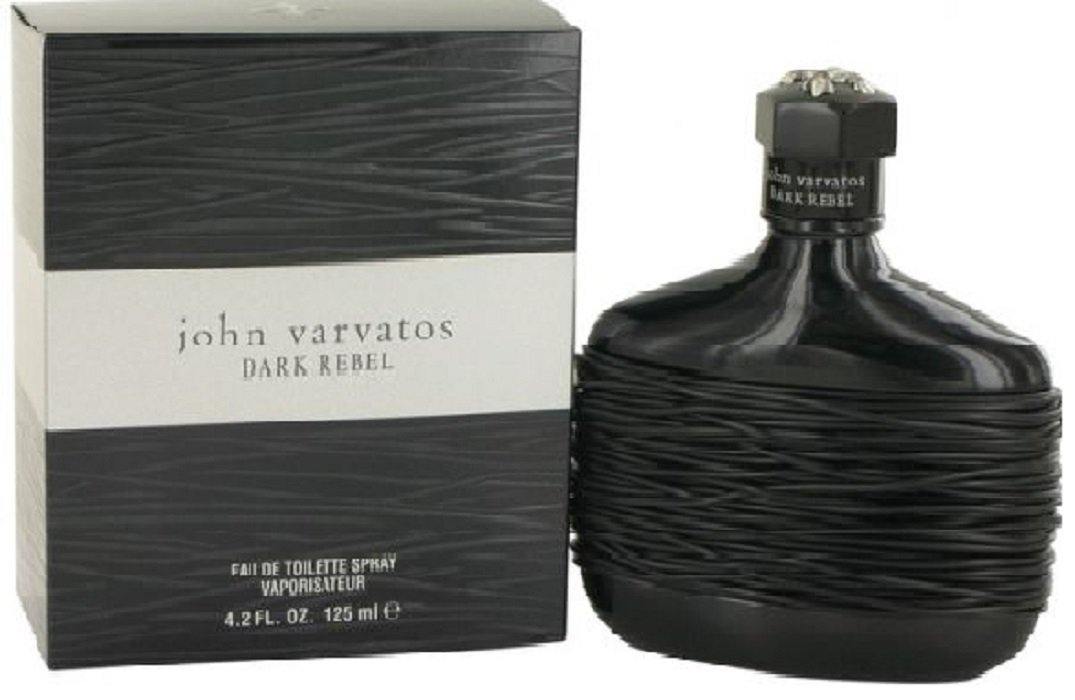 john varvatos
DARK REBEL
EAU DE TOILETTE SPRAY
VAPORISATEUR
4.2 FL. OZ. 125 ml ℮
john varvatos
DARK REBEL